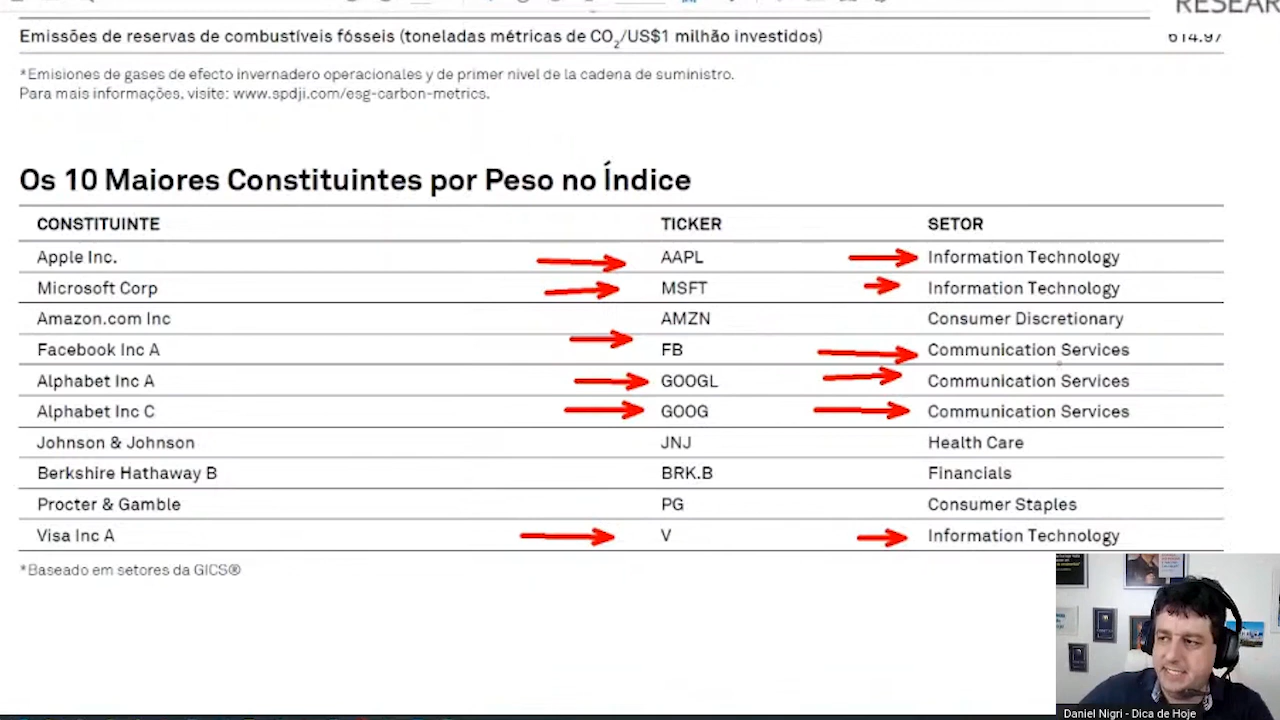 RESEAR
Emissões de reservas de combustíveis fósseis (toneladas métricas de CO2/US$1 milhão investidos) 614.97
*Emisiones de gases de efecto invernadero operacionales y de primer nivel de la cadena de suministro.
Para mais informações, visite: www.spdji.com/esg-carbon-metrics.
Os 10 Maiores Constituintes por Peso no Índice
CONSTITUINTE TICKER SETOR
Apple Inc. AAPL Information Technology
Microsoft Corp MSFT Information Technology
Amazon.com Inc AMZN Consumer Discretionary
Facebook Inc A FB Communication Services
Alphabet Inc A GOOGL Communication Services
Alphabet Inc C GOOG Communication Services
Johnson & Johnson JNJ Health Care
Berkshire Hathaway B BRK.B Financials
Procter & Gamble PG Consumer Staples
Visa Inc A V Information Technology
*Baseado em setores da GICS®
Daniel Nigri - Dica de Hoje